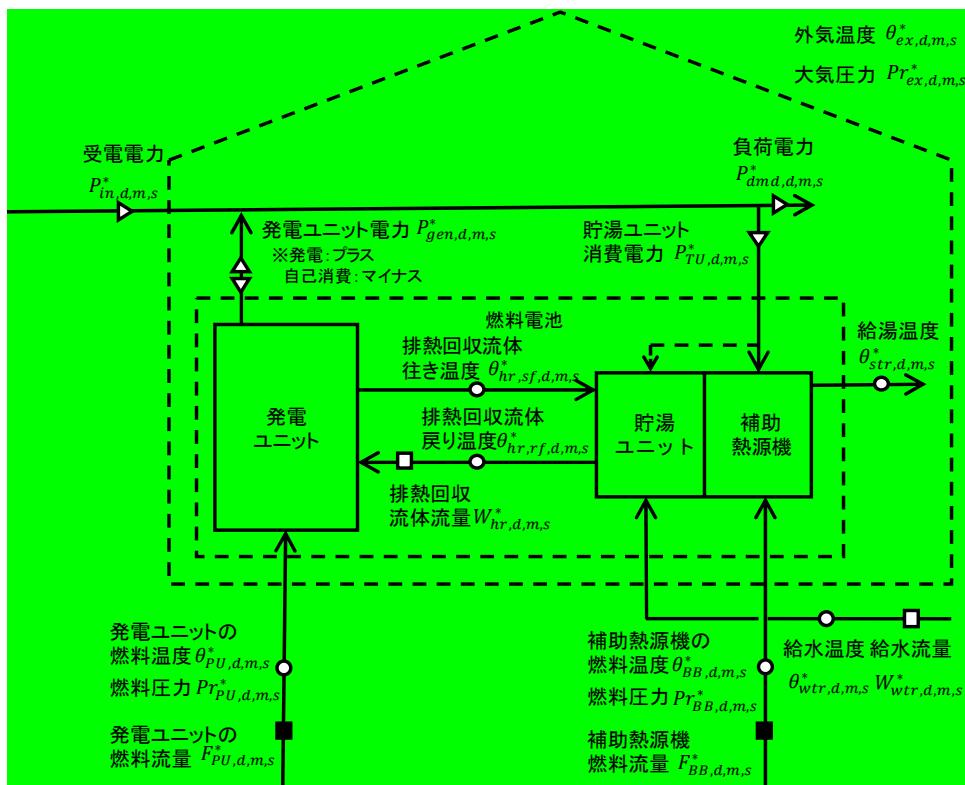 外気温度 θ*ex,d,m,s
大気圧力 Pr*ex,d,m,s
受電電力
P*in,d,m,s
負荷電力
P*dmd,d,m,s
発電ユニット電力 P*gen,d,m,s
※発電：プラス
自己消費：マイナス
貯湯ユニット
消費電力 P*TU,d,m,s
燃料電池
排熱回収流体
往き温度 θ*hr,sf,d,m,s
給湯温度
θ*str,d,m,s
発電
ユニット
排熱回収流体
戻り温度θ*hr,rf,d,m,s
貯湯
ユニット
補助
熱源機
排熱回収
流体流量W*hr,d,m,s
発電ユニットの
燃料温度θ*PU,d,m,s
燃料圧力 Pr*PU,d,m,s
補助熱源機の
燃料温度θ*BB,d,m,s
燃料圧力 Pr*BB,d,m,s
給水温度 給水流量
θ*wtr,d,m,s W*wtr,d,m,s
発電ユニットの
燃料流量 F*PU,d,m,s
補助熱源機
燃料流量 F*BB,d,m,s